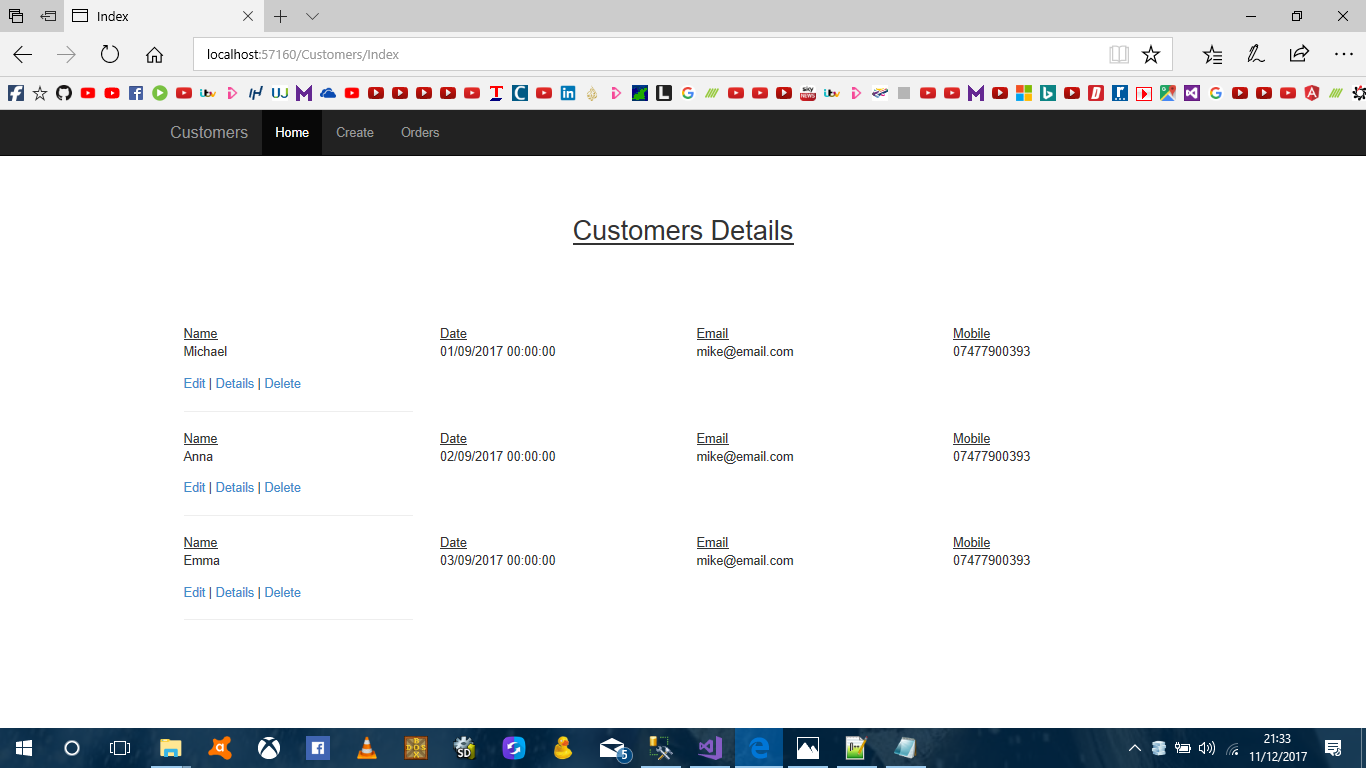 Index
localhost:57160/Customers/Index
Customers Home Create Orders
Customers Details
Name Date Email Mobile
Michael 01/09/2017 00:00:00 mike@email.com 07477900393
Edit | Details | Delete
Name Date Email Mobile
Anna 02/09/2017 00:00:00 mike@email.com 07477900393
Edit | Details | Delete
Name Date Email Mobile
Emma 03/09/2017 00:00:00 mike@email.com 07477900393
Edit | Details | Delete
5
21:33
11/12/2017